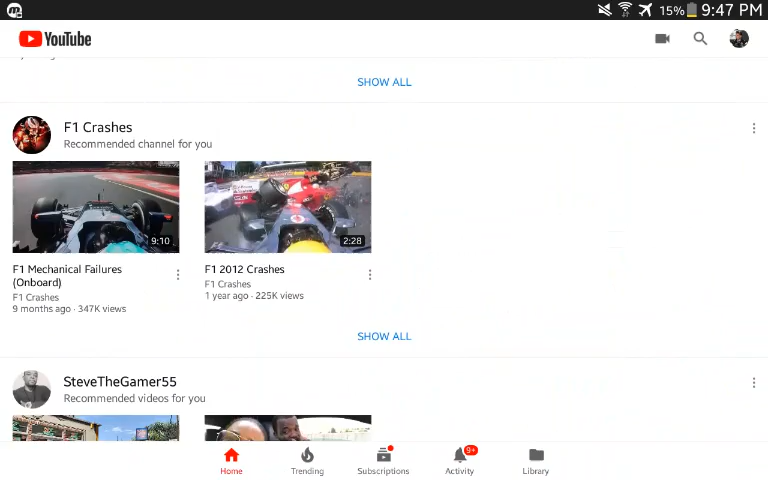 15% 9:47 PM
YouTube
SHOW ALL
F1 Crashes
Recommended channel for you
9:10
2:28
F1 Mechanical Failures
(Onboard)
F1 Crashes
9 months ago · 347K views
F1 2012 Crashes
F1 Crashes
1 year ago · 225K views
SHOW ALL
SteveTheGamer55
Recommended videos for you
Home
Trending
Subscriptions
9+
Activity
Library